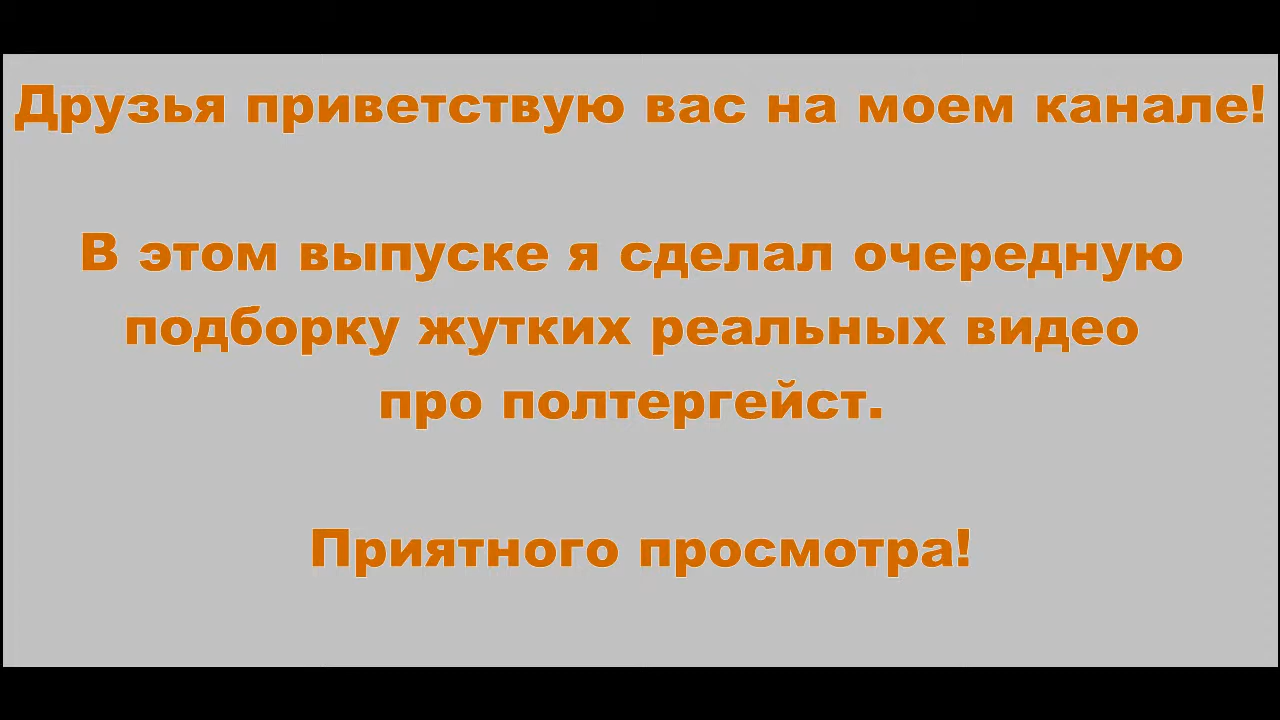 Друзья приветствую вас на моем канале!
В этом выпуске я сделал очередную
подборку жутких реальных видео
про полтергейст.
Приятного просмотра!